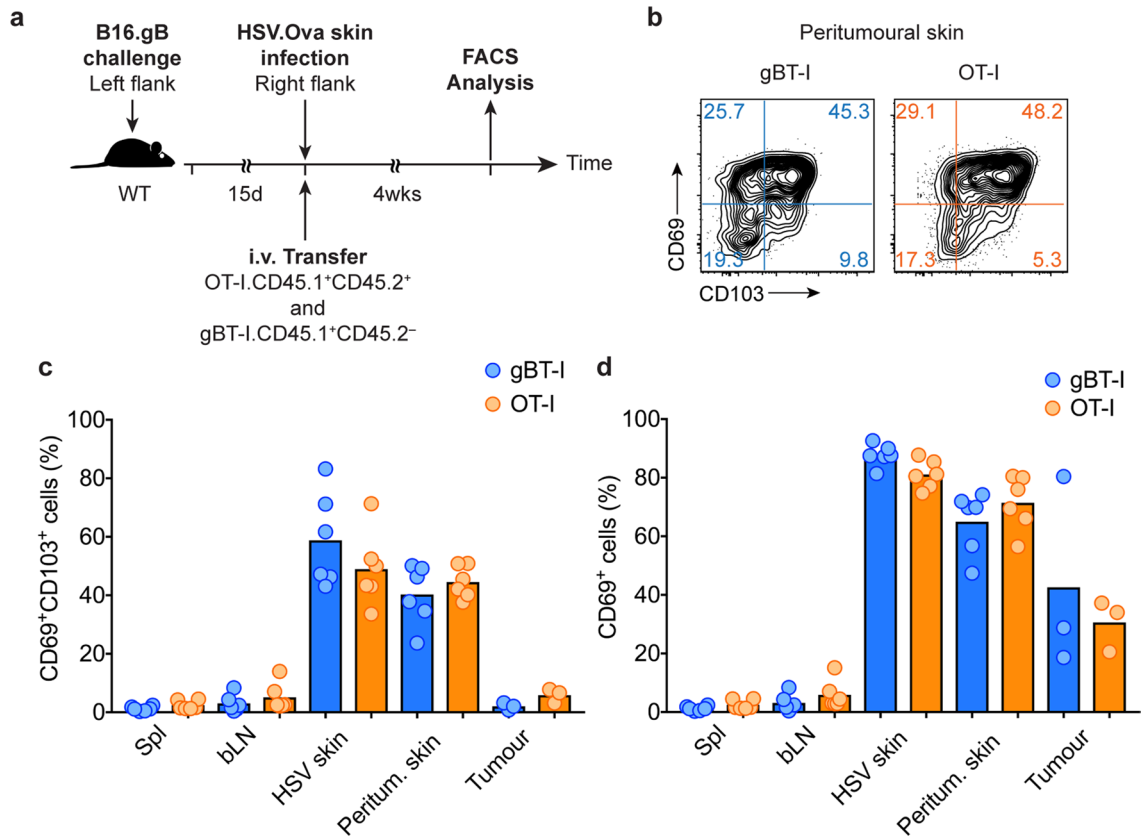 a
B16.gB
challenge
Left flank
HSV.Ova skin
infection
Right flank
FACS
Analysis
WT
15d
4wks
Time
i.v. Transfer
OT-I.CD45.1⁺CD45.2⁺
and
gBT-I.CD45.1⁺CD45.2⁻
b
Peritumoural skin
gBT-I
OT-I
25.7
45.3
19.3
9.8
29.1
48.2
17.3
5.3
CD69
CD103
c
gBT-I
OT-I
CD69⁺CD103⁺ cells (%)
100
80
60
40
20
0
Spl
bLN
HSV skin
Peritum. skin
Tumour
d
gBT-I
OT-I
CD69⁺ cells (%)
100
80
60
40
20
0
Spl
bLN
HSV skin
Peritum. skin
Tumour